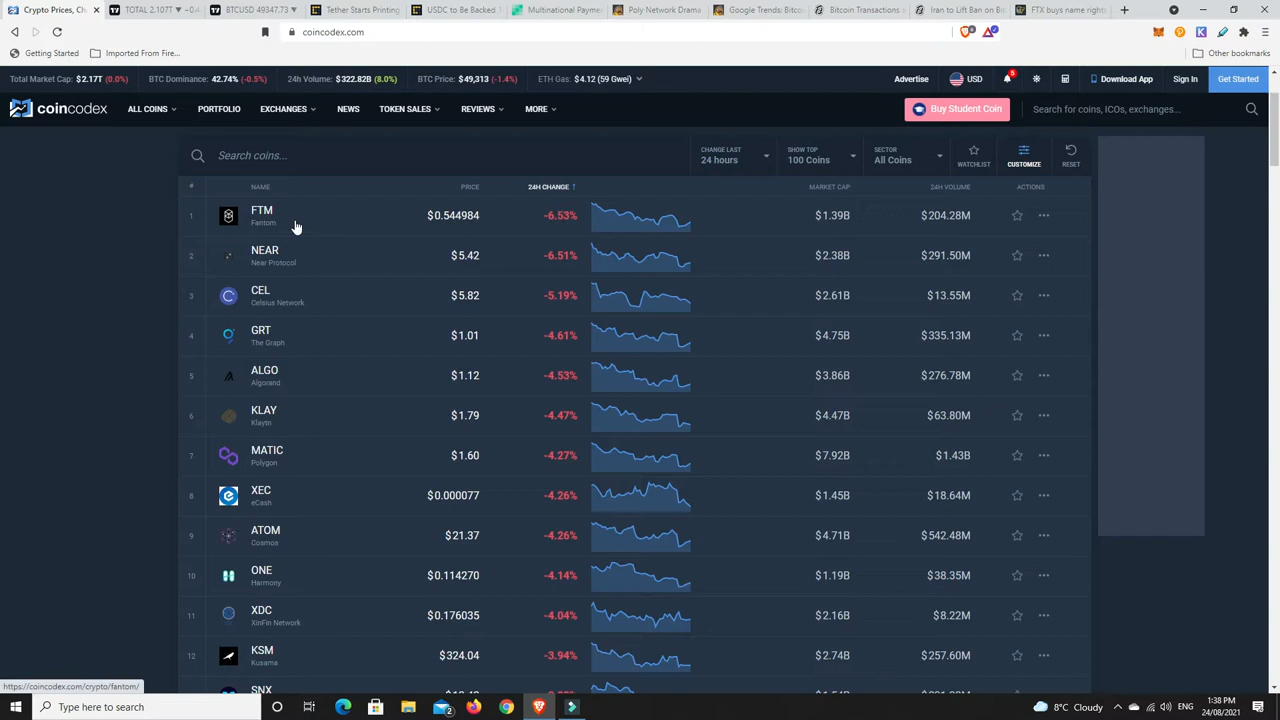 Crypto Prices, Ch
TOTAL 2.107T ▼ −0.4
BTCUSD 49347.73 ▼
Tether Starts Printing
USDC to Be Backed
Multinational Payme
Poly Network Drama
Crypto Bridge
Bitcoin Transactions
Iran to Lift Ban on Bi
FTX buys name right
coincodex.com
8
Getting Started
Imported From Fire...
Other bookmarks
Total Market Cap: $2.17T (0.0%)
BTC Dominance: 42.74% (-0.5%)
24h Volume: $322.82B (8.0%)
BTC Price: $49,313 (-1.4%)
ETH Gas: $4.12 (59 Gwei)
Advertise
USD
5
Download App
Sign In
Get Started
coincodex
ALL COINS
PORTFOLIO
EXCHANGES
NEWS
TOKEN SALES
REVIEWS
MORE
Buy Student Coin
Search for coins, ICOs, exchanges...
Search coins...
CHANGE LAST
24 hours
SHOW TOP
100 Coins
SECTOR
All Coins
WATCHLIST
CUSTOMIZE
RESET
# NAME PRICE 24H CHANGE ↑ MARKET CAP 24H VOLUME ACTIONS
1 FTM $0.544984 -6.53% $1.39B $204.28M
Fantom
2 NEAR $5.42 -6.51% $2.38B $291.50M
Near Protocol
3 CEL $5.82 -5.19% $2.61B $13.55M
Celsius Network
4 GRT $1.01 -4.61% $4.75B $335.13M
The Graph
5 ALGO $1.12 -4.53% $3.86B $276.78M
Algorand
6 KLAY $1.79 -4.47% $4.47B $63.80M
Klaytn
7 MATIC $1.60 -4.27% $7.92B $1.43B
Polygon
8 XEC $0.000077 -4.26% $1.45B $18.64M
eCash
9 ATOM $21.37 -4.26% $4.71B $542.48M
Cosmos
10 ONE $0.114270 -4.14% $1.19B $38.35M
Harmony
11 XDC $0.176035 -4.04% $2.16B $8.22M
XinFin Network
12 KSM $324.04 -3.94% $2.74B $257.60M
Kusama
SNX
https://coincodex.com/crypto/fantom/
Type here to search
2
8°C Cloudy
ENG
1:38 PM
24/08/2021